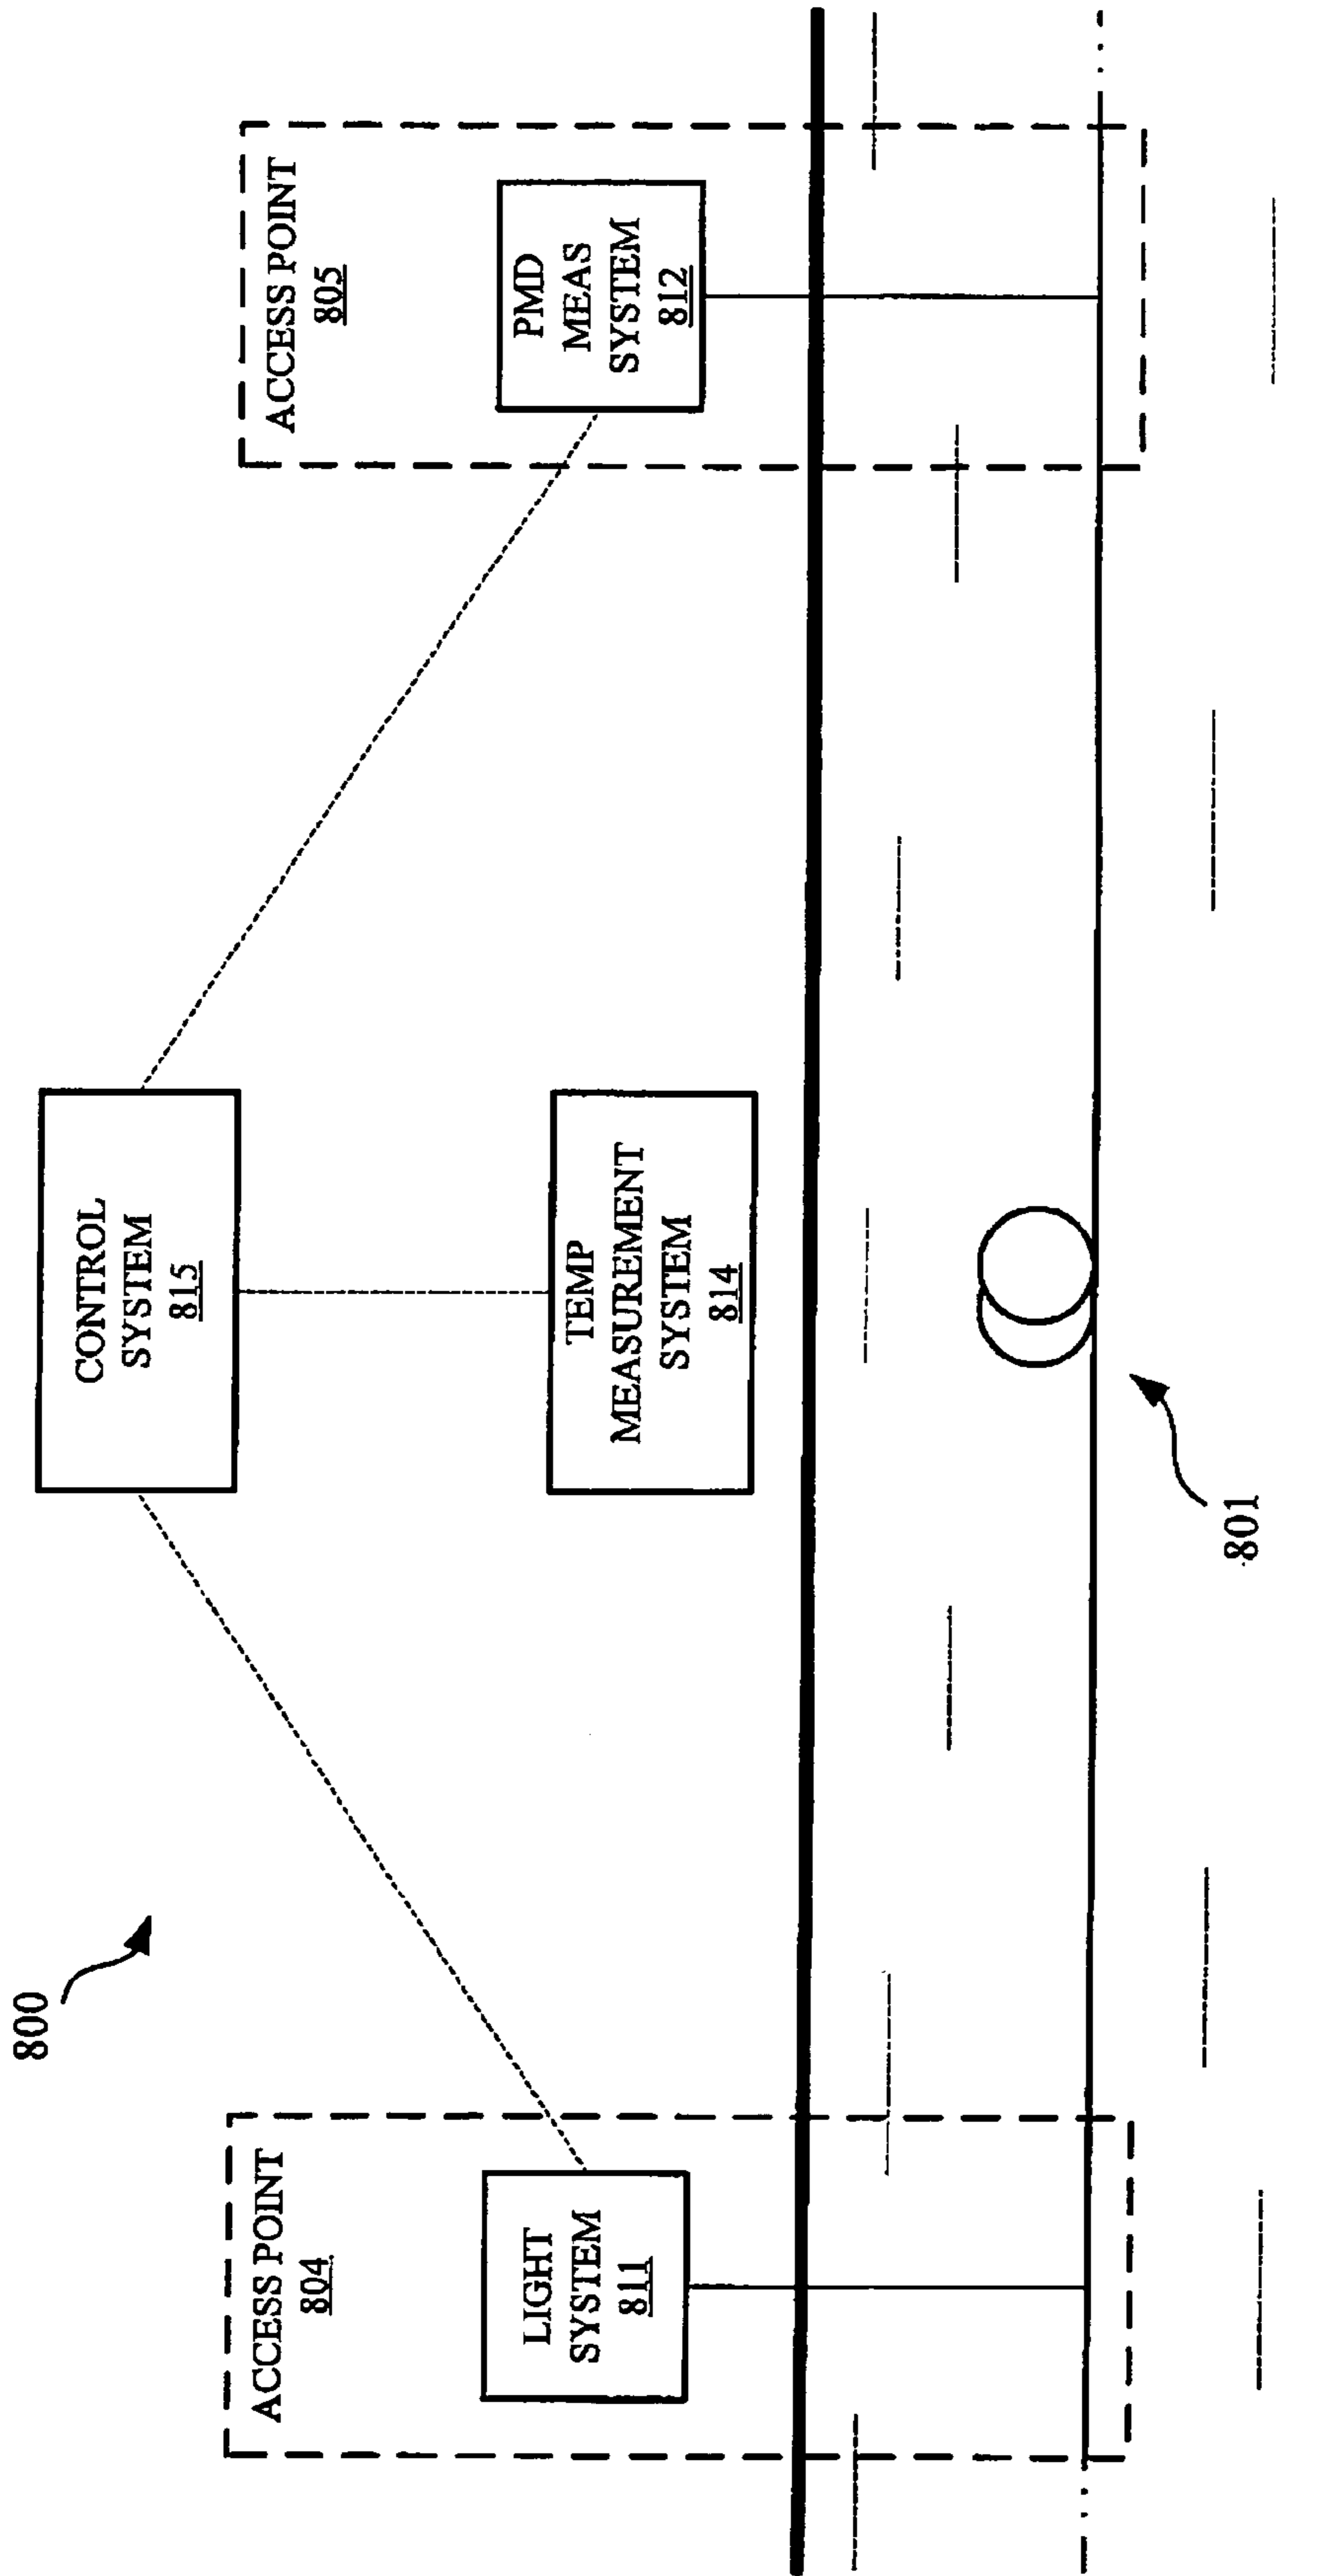 800
CONTROL
SYSTEM
815
ACCESS POINT
804
LIGHT
SYSTEM
811
TEMP
MEASUREMENT
SYSTEM
814
ACCESS POINT
805
PMD
MEAS
SYSTEM
812
801